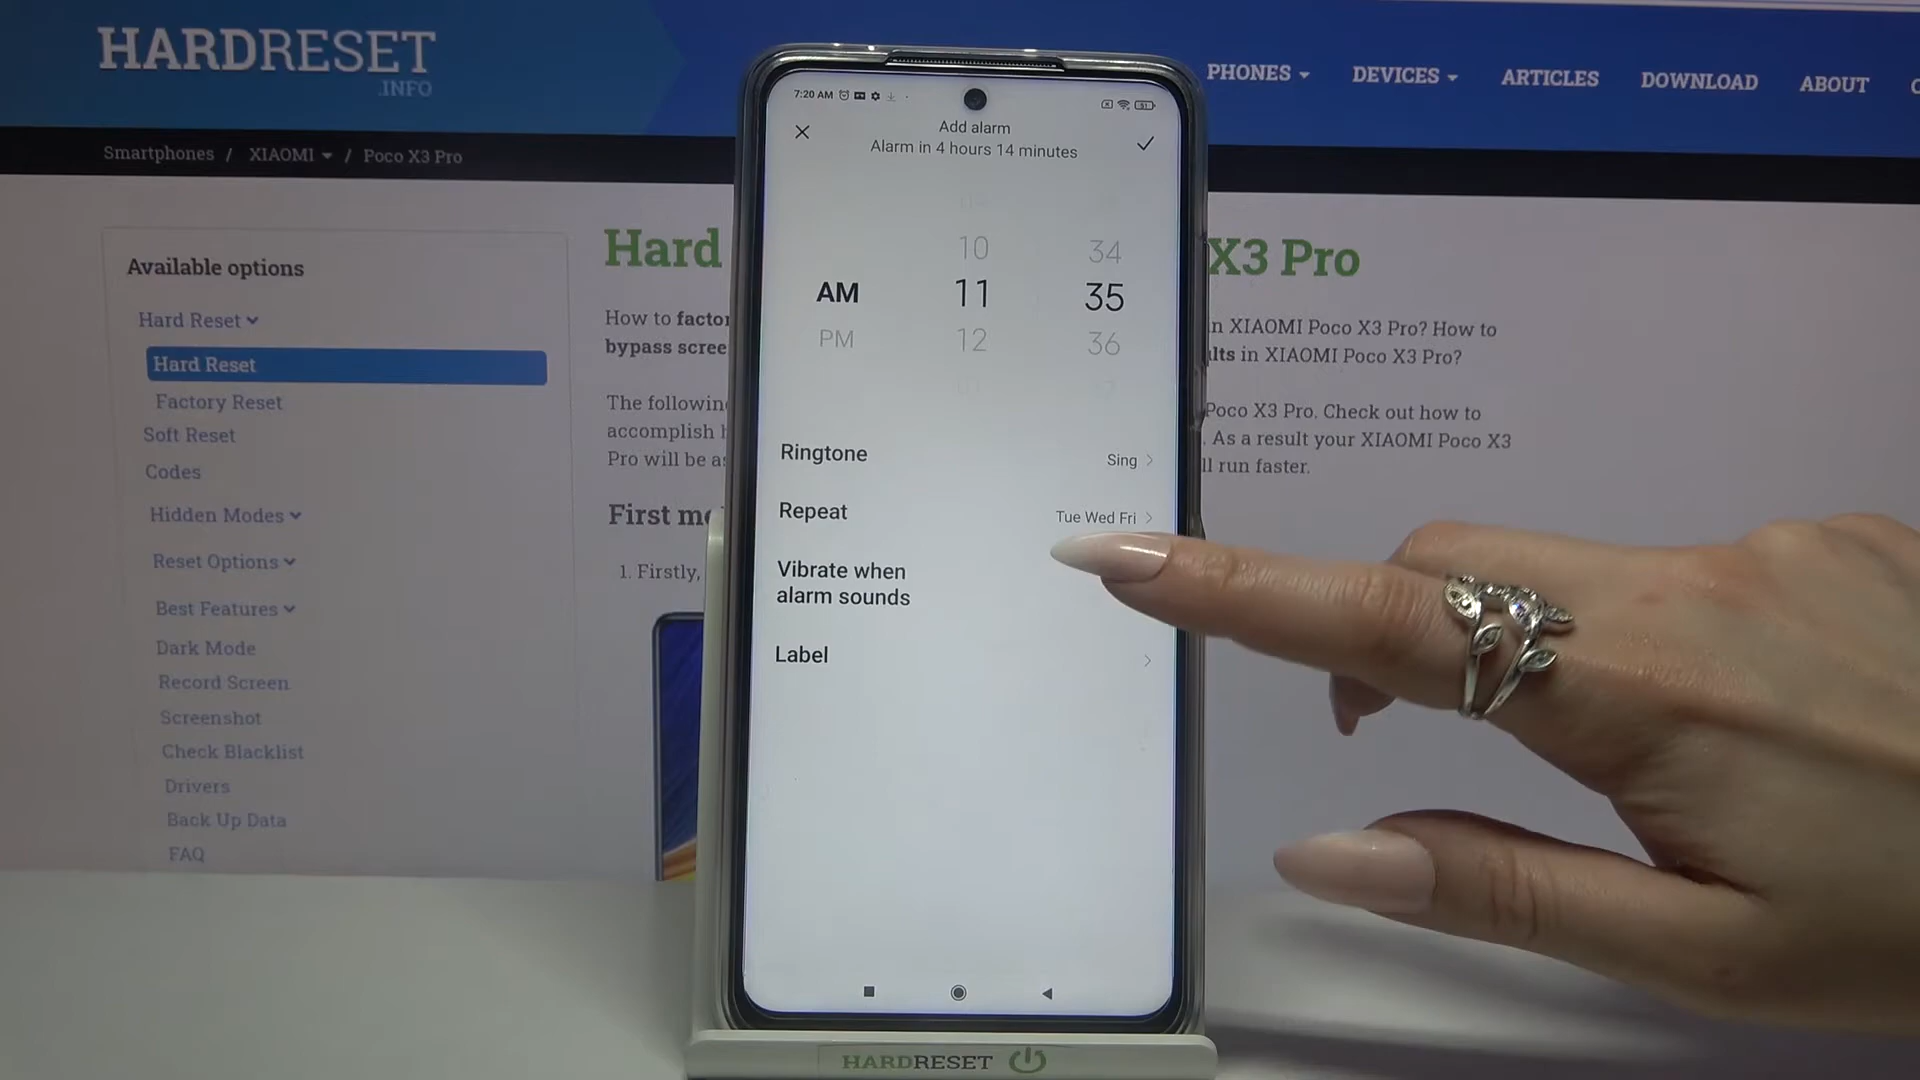 HARDRESET
.INFO
PHONES
DEVICES
ARTICLES
DOWNLOAD
ABOUT
C
Smartphones / XIAOMI / Poco X3 Pro
Available options
Hard Reset
Hard Reset
Factory Reset
Soft Reset
Codes
Hidden Modes
Reset Options
Best Features
Dark Mode
Record Screen
Screenshot
Check Blacklist
Drivers
Back Up Data
FAQ
Hard
X3 Pro
How to
bypass
in XIAOMI Poco X3 Pro? How to
in XIAOMI Poco X3 Pro?
The
accomplish
Pro will be
Poco X3 Pro. Check out how to
. As a result your XIAOMI Poco X3
run faster.
First
1. Firstly,
7:20 AM
51
Add alarm
Alarm in 4 hours 14 minutes
10 34
AM 11 35
PM 12 36
Ringtone Sing
Repeat Tue Wed Fri
Vibrate when
alarm sounds
Label
HARDRESET